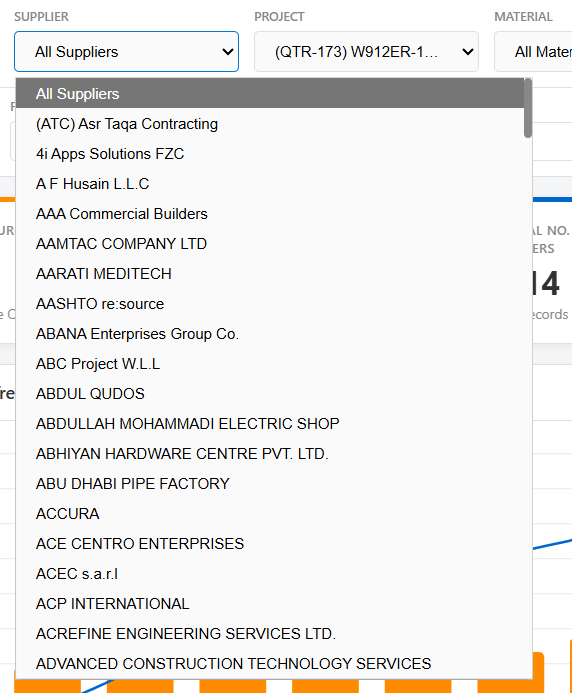 SUPPLIER PROJECT MATERIAL
All Suppliers (QTR-173) W912ER-1... All Mater
All Suppliers
(ATC) Asr Taqa Contracting
4i Apps Solutions FZC
A F Husain L.L.C
AAA Commercial Builders
AAMTAC COMPANY LTD
AARATI MEDITECH
AASHTO re:source
ABANA Enterprises Group Co.
ABC Project W.L.L
ABDUL QUDOS
ABDULLAH MOHAMMADI ELECTRIC SHOP
ABHIYAN HARDWARE CENTRE PVT. LTD.
ABU DHABI PIPE FACTORY
ACCURA
ACE CENTRO ENTERPRISES
ACEC s.a.r.l
ACP INTERNATIONAL
ACREFINE ENGINEERING SERVICES LTD.
ADVANCED CONSTRUCTION TECHNOLOGY SERVICES
AL NO.
ERS
14
ecords